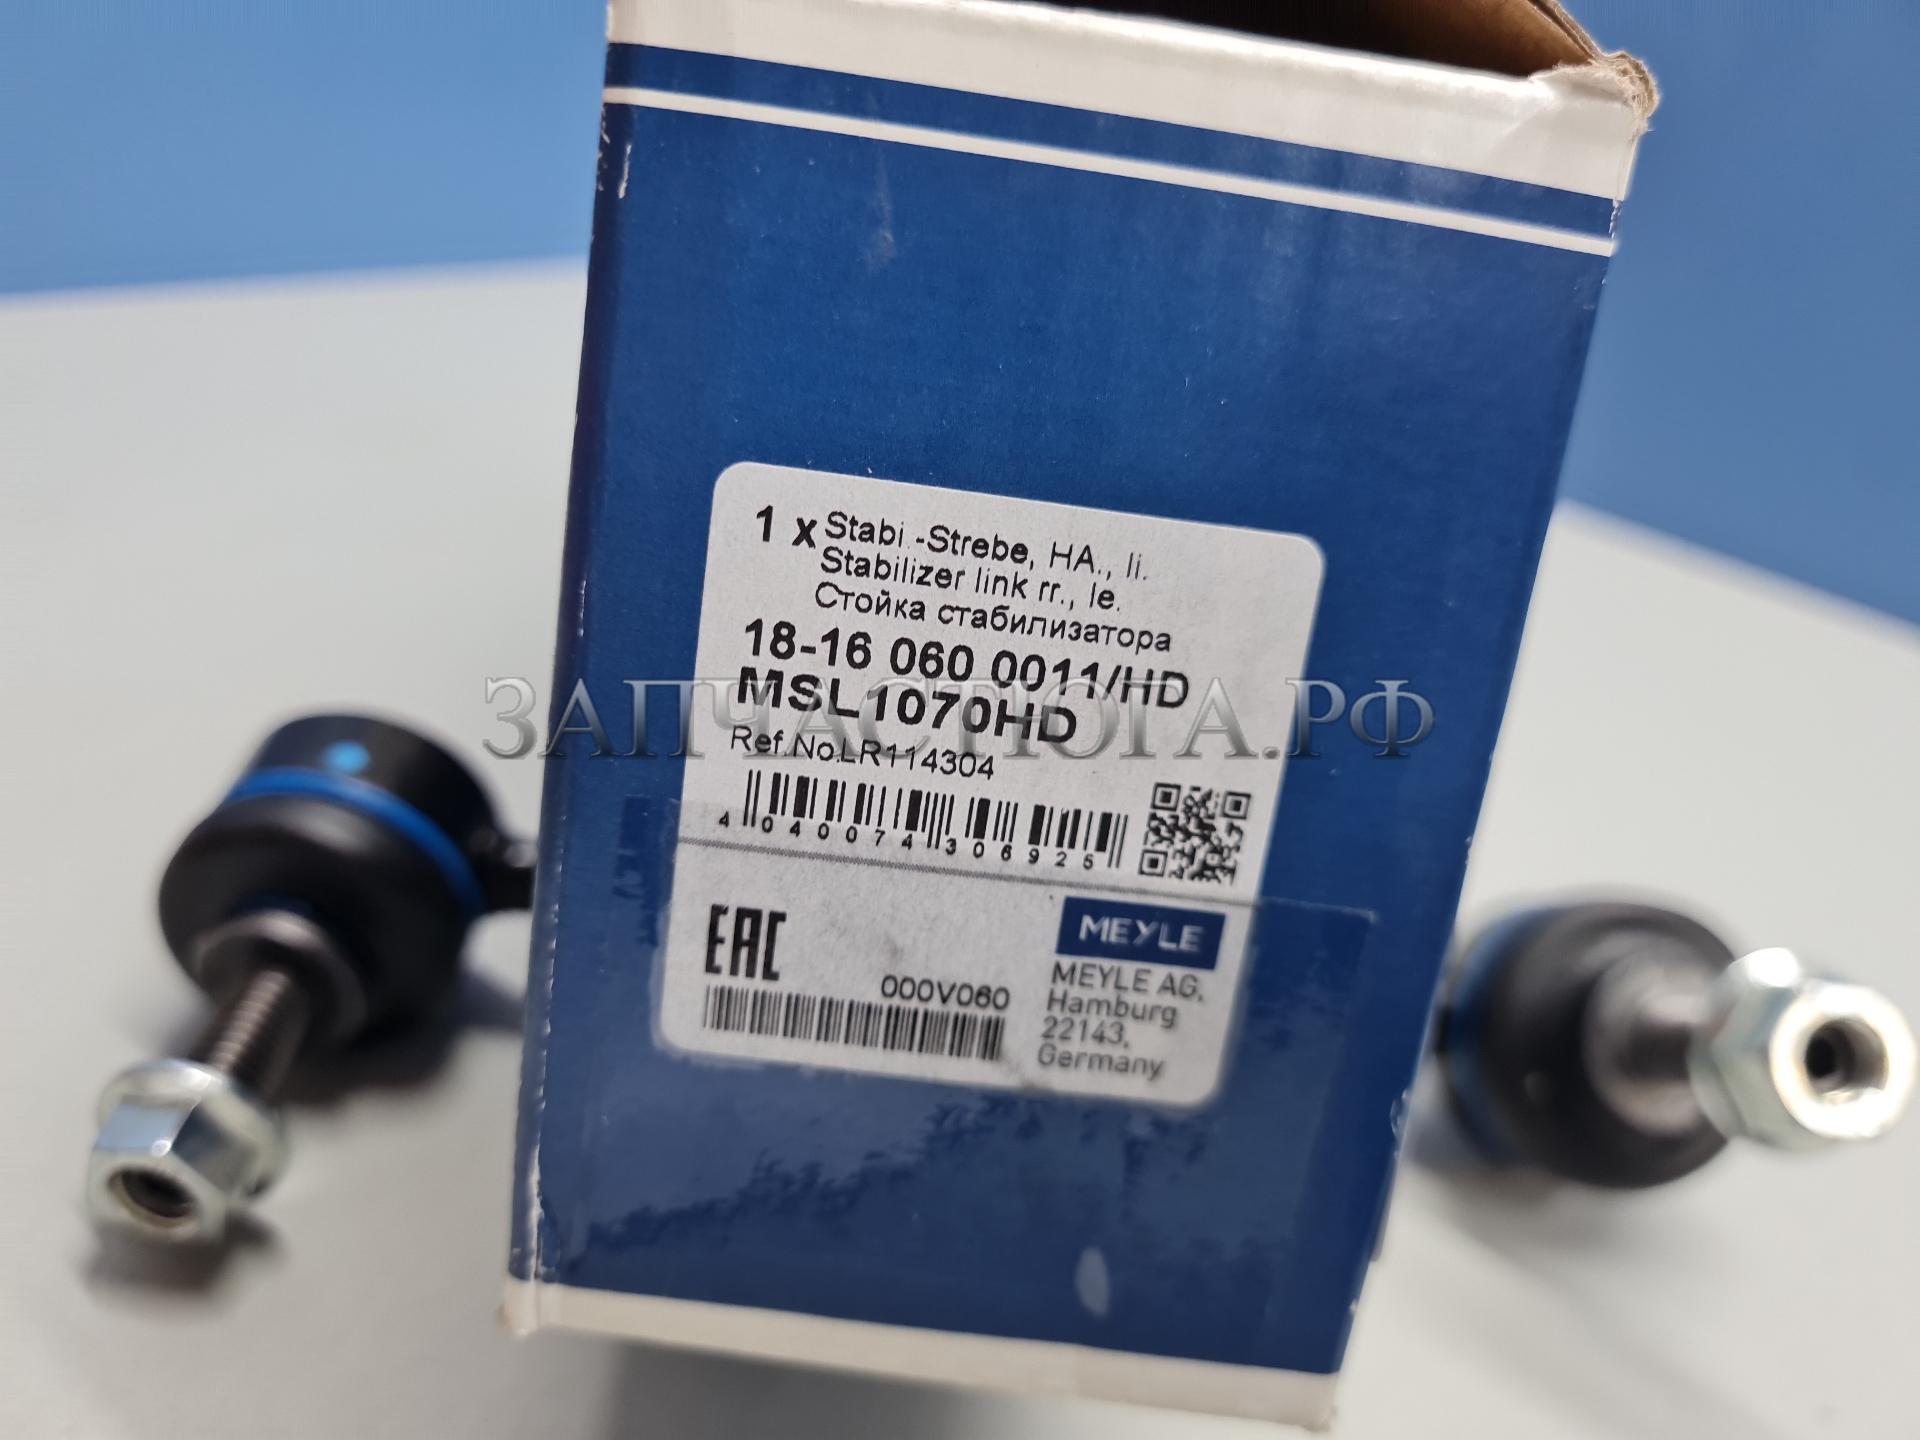 1 x Stabi.-Strebe, HA., li.
Stabilizer link rr., le.
Стойка стабилизатора
18-16 060 0011/HD
MSL1070HD
ЗАПЧАСТЮГА.РФ
Ref.No.LR114304
4 040074 306925
EAC
MEYLE
000V060
MEYLE AG,
Hamburg
22143,
Germany